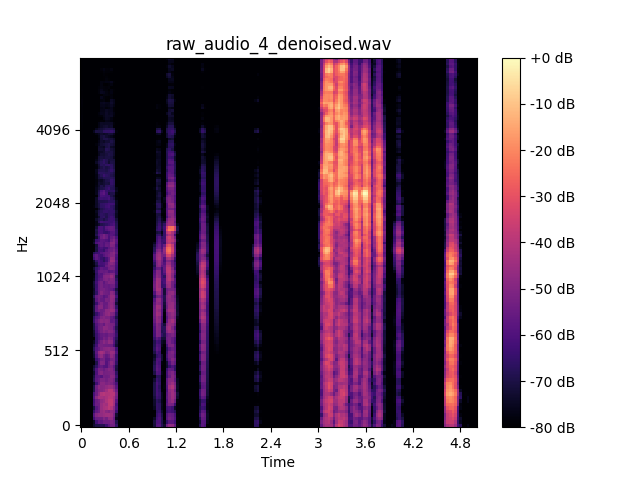 raw_audio_4_denoised.wav
Hz
4096
2048
1024
512
0
0 0.6 1.2 1.8 2.4 3 3.6 4.2 4.8
Time
+0 dB
-10 dB
-20 dB
-30 dB
-40 dB
-50 dB
-60 dB
-70 dB
-80 dB